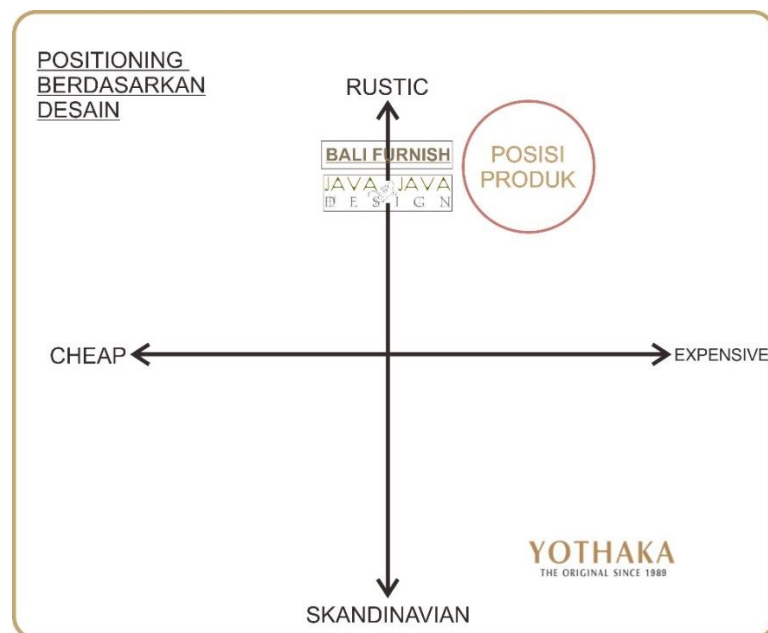 POSITIONING
BERDASARKAN
DESAIN
RUSTIC
BALI FURNISH
JAVA JAVA
DESIGN
POSISI
PRODUK
CHEAP
EXPENSIVE
YOTHAKA
THE ORIGINAL SINCE 1989
SKANDINAVIAN